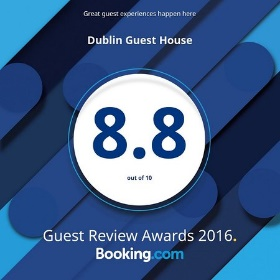 Great guest experiences happen here
Dublin Guest House
8.8
out of 10
Guest Review Awards 2016.
Booking.com